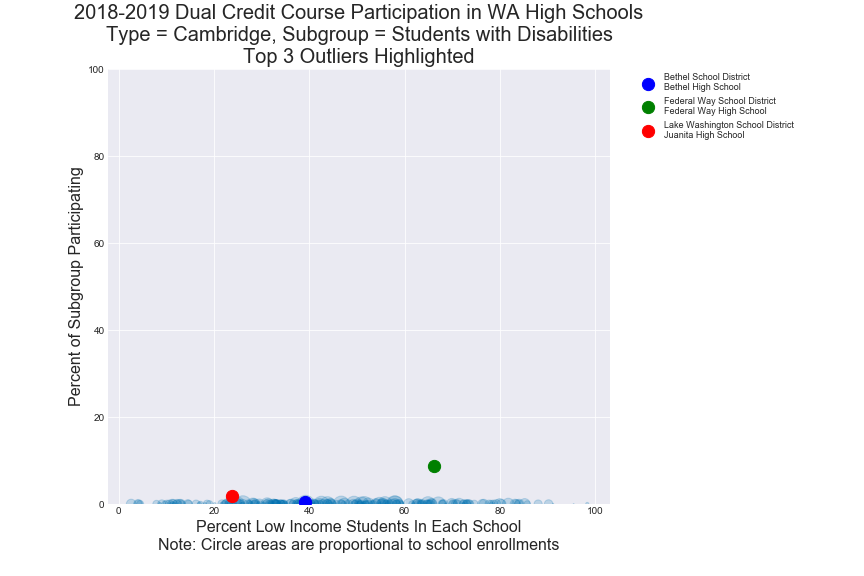 2018-2019 Dual Credit Course Participation in WA High Schools
Type = Cambridge, Subgroup = Students with Disabilities
Top 3 Outliers Highlighted
Bethel School District
Bethel High School
Federal Way School District
Federal Way High School
Lake Washington School District
Juanita High School
Percent of Subgroup Participating
100
80
60
40
20
0
0 20 40 60 80 100
Percent Low Income Students In Each School
Note: Circle areas are proportional to school enrollments